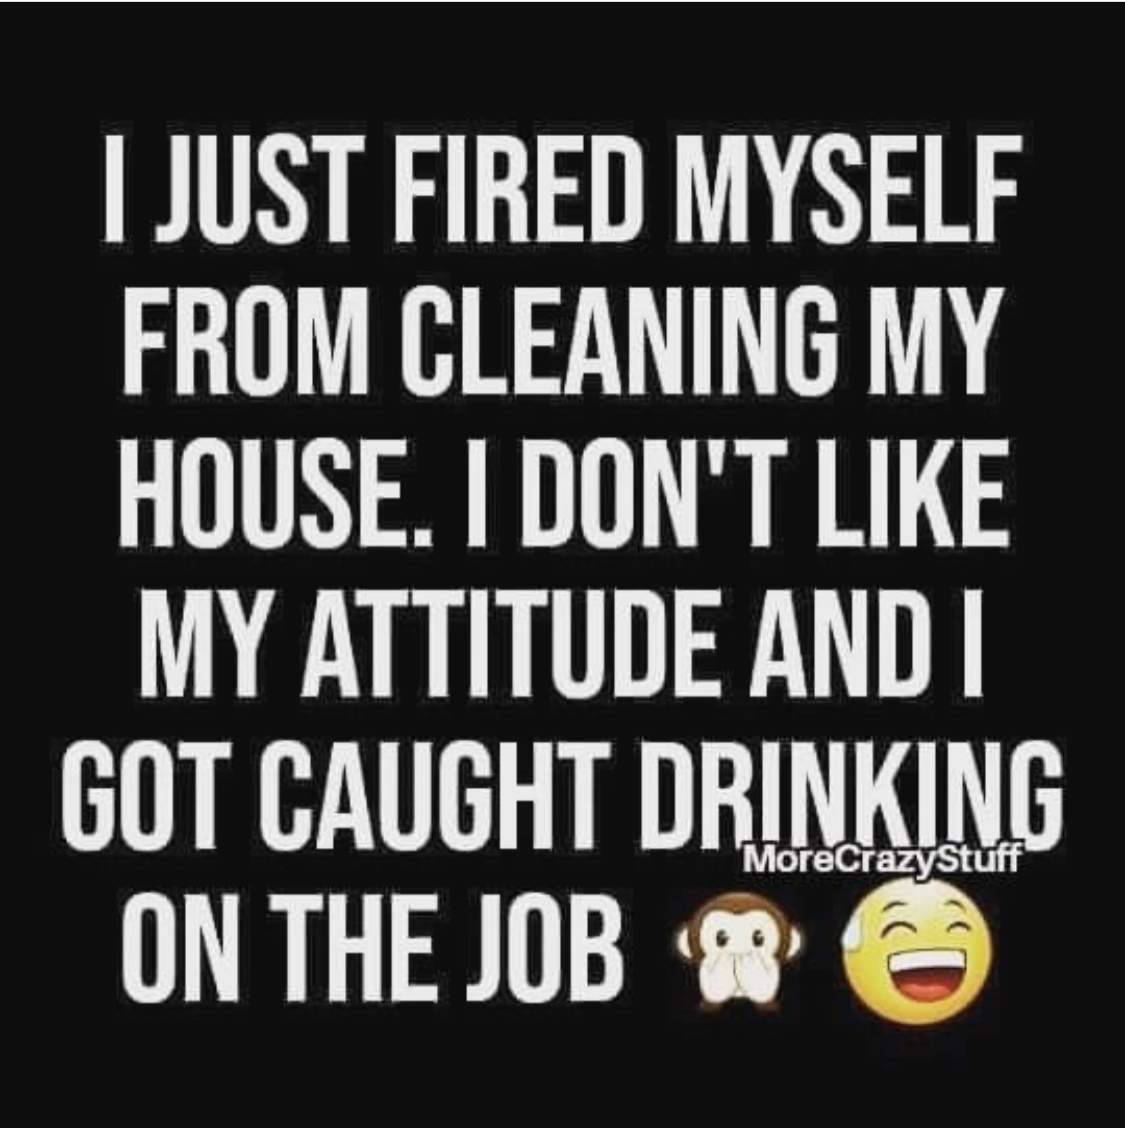 I JUST FIRED MYSELF
FROM CLEANING MY
HOUSE. I DON'T LIKE
MY ATTITUDE AND I
GOT CAUGHT DRINKING
MoreCrazyStuff
ON THE JOB 🙊 😅